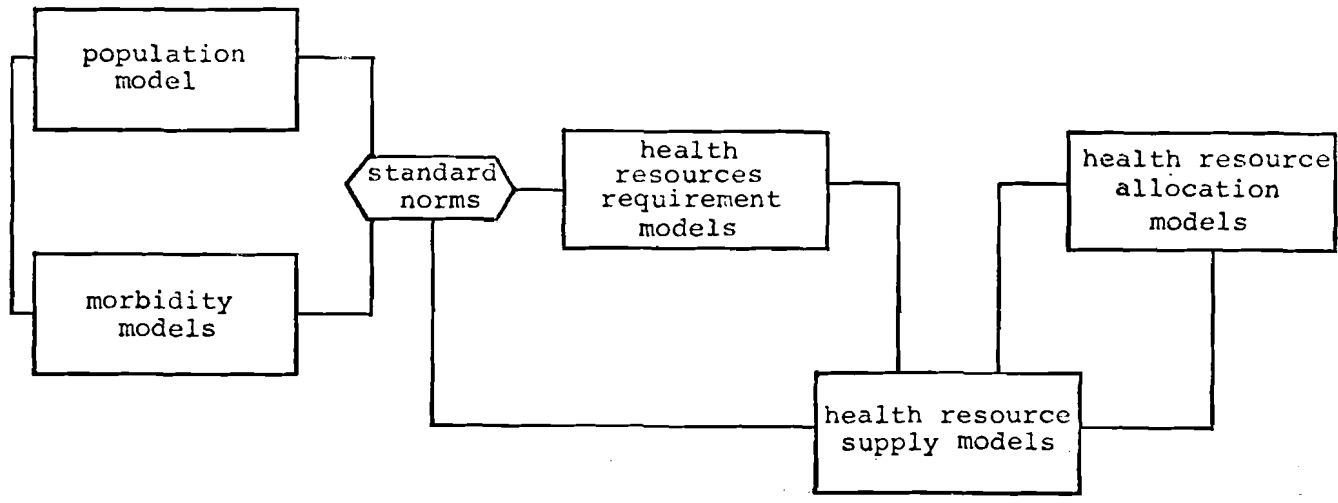 population
model
morbidity
models
standard
norms
health
resources
requirement
models
health resource
allocation
models
health resource
supply models